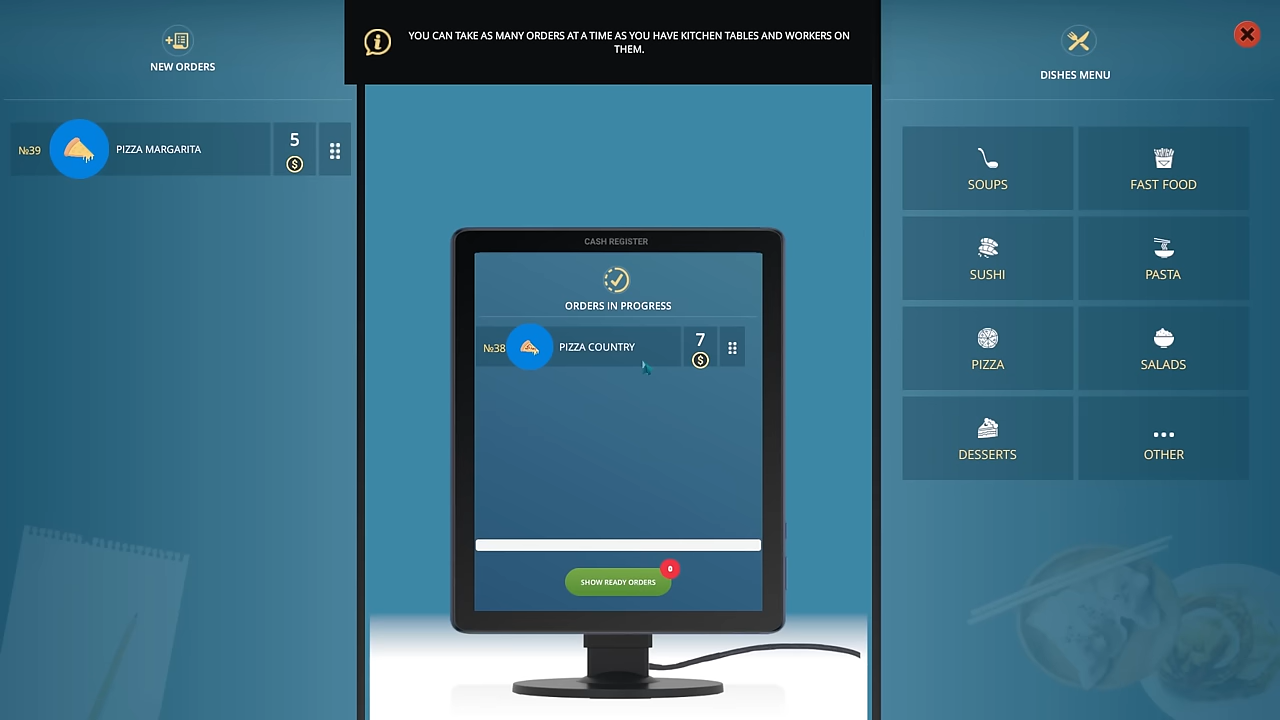 NEW ORDERS
№39
PIZZA MARGARITA
5
YOU CAN TAKE AS MANY ORDERS AT A TIME AS YOU HAVE KITCHEN TABLES AND WORKERS ON
THEM.
CASH REGISTER
ORDERS IN PROGRESS
№38
PIZZA COUNTRY
7
0
SHOW READY ORDERS
DISHES MENU
SOUPS
FAST FOOD
SUSHI
PASTA
PIZZA
SALADS
DESSERTS
OTHER